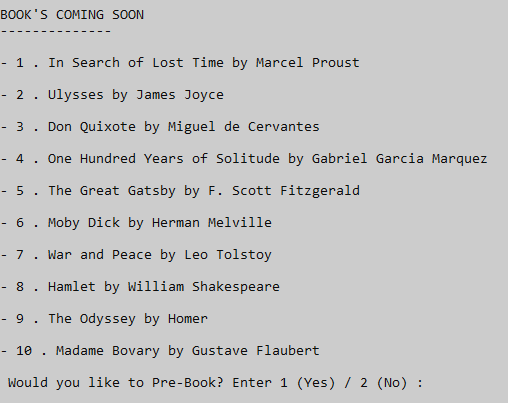 BOOK'S COMING SOON
--------------
- 1 . In Search of Lost Time by Marcel Proust
- 2 . Ulysses by James Joyce
- 3 . Don Quixote by Miguel de Cervantes
- 4 . One Hundred Years of Solitude by Gabriel Garcia Marquez
- 5 . The Great Gatsby by F. Scott Fitzgerald
- 6 . Moby Dick by Herman Melville
- 7 . War and Peace by Leo Tolstoy
- 8 . Hamlet by William Shakespeare
- 9 . The Odyssey by Homer
- 10 . Madame Bovary by Gustave Flaubert
Would you like to Pre-Book? Enter 1 (Yes) / 2 (No) :